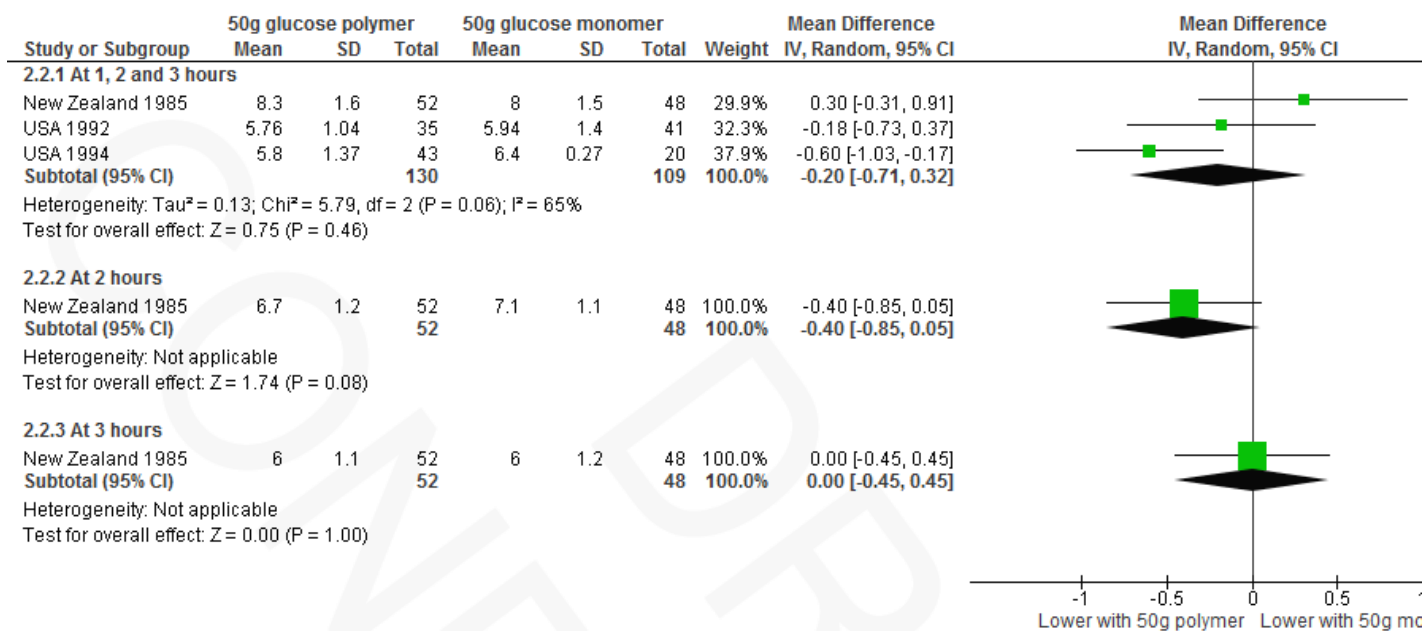 50g glucose polymer 50g glucose monomer Mean Difference Mean Difference
Study or Subgroup Mean SD Total Mean SD Total Weight IV, Random, 95% CI IV, Random, 95% CI
2.2.1 At 1, 2 and 3 hours
New Zealand 1985 8.3 1.6 52 8 1.5 48 29.9% 0.30 [-0.31, 0.91]
USA 1992 5.76 1.04 35 5.94 1.4 41 32.3% -0.18 [-0.73, 0.37]
USA 1994 5.8 1.37 43 6.4 0.27 20 37.9% -0.60 [-1.03, -0.17]
Subtotal (95% CI) 130 109 100.0% -0.20 [-0.71, 0.32]
Heterogeneity: Tau² = 0.13; Chi² = 5.79, df = 2 (P = 0.06); I² = 65%
Test for overall effect: Z = 0.75 (P = 0.46)
2.2.2 At 2 hours
New Zealand 1985 6.7 1.2 52 7.1 1.1 48 100.0% -0.40 [-0.85, 0.05]
Subtotal (95% CI) 52 48 100.0% -0.40 [-0.85, 0.05]
Heterogeneity: Not applicable
Test for overall effect: Z = 1.74 (P = 0.08)
2.2.3 At 3 hours
New Zealand 1985 6 1.1 52 6 1.2 48 100.0% 0.00 [-0.45, 0.45]
Subtotal (95% CI) 52 48 100.0% 0.00 [-0.45, 0.45]
Heterogeneity: Not applicable
Test for overall effect: Z = 0.00 (P = 1.00)
-1 -0.5 0 0.5 1
Lower with 50g polymer Lower with 50g mo